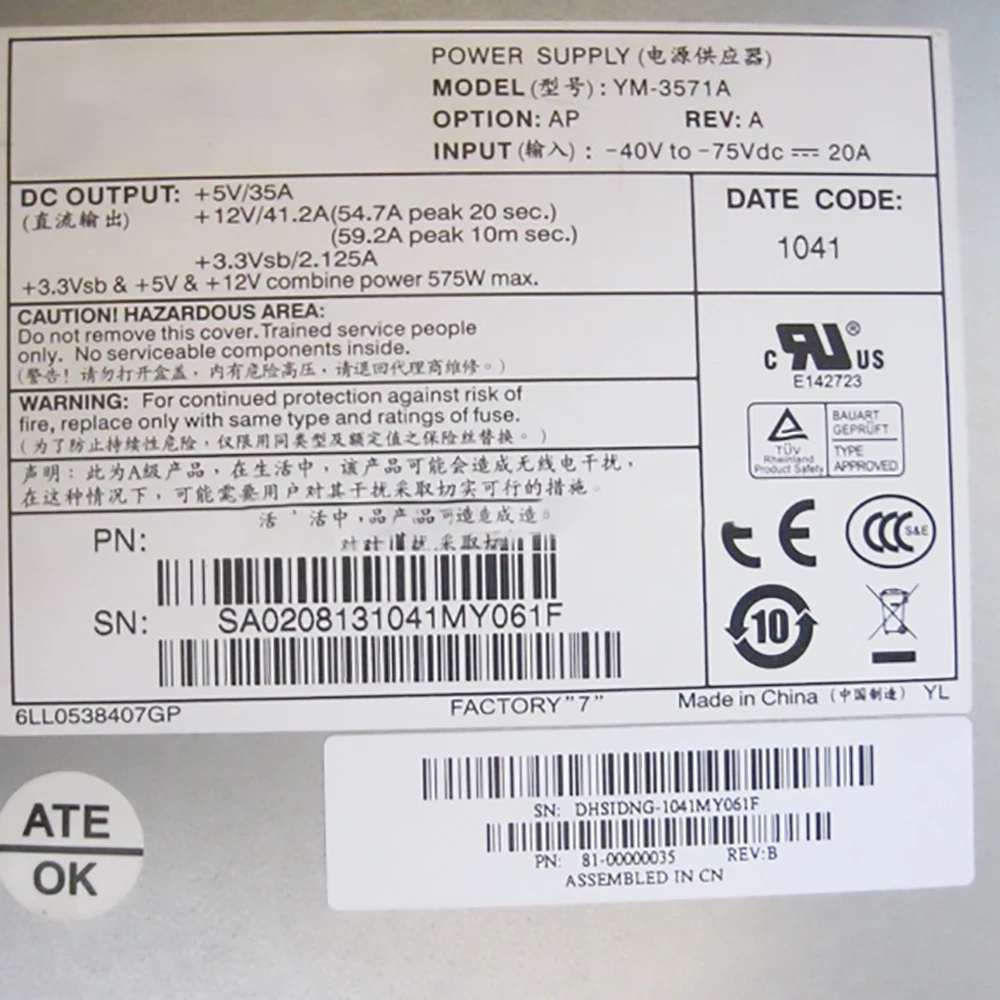 POWER SUPPLY (电源供应器)
MODEL (型号): YM-3571A
OPTION: AP REV: A
INPUT (输入): -40V to -75Vdc ⎓ 20A
DC OUTPUT: +5V/35A
(直流输出) +12V/41.2A(54.7A peak 20 sec.)
(59.2A peak 10m sec.)
+3.3Vsb/2.125A
+3.3Vsb & +5V & +12V combine power 575W max.
DATE CODE:
1041
CAUTION! HAZARDOUS AREA:
Do not remove this cover. Trained service people
only. No serviceable components inside.
(警告! 请勿打开盒盖,内有危险高压,请退回代理商维修。)
WARNING: For continued protection against risk of
fire, replace only with same type and ratings of fuse.
(为了防止持续性危险,仅限用同类型及额定值之保险丝替换。)
声明:此为A级产品,在生活中,该产品可能会造成无线电干扰,
在这种情况下,可能需要用户对其干扰采取切实可行的措施。
PN:
SN: SA0208131041MY061F
c RU ® US
E142723
TÜV
Rheinland
Product Safety
BAUART
GEPRÜFT
TYPE
APPROVED
CE
CCC S&E
10
6LL0538407GP
FACTORY "7"
Made in China (中国制造) YL
SN: DHSIDNG-1041MY061F
PN: 81-00000035 REV:B
ASSEMBLED IN CN
ATE
OK